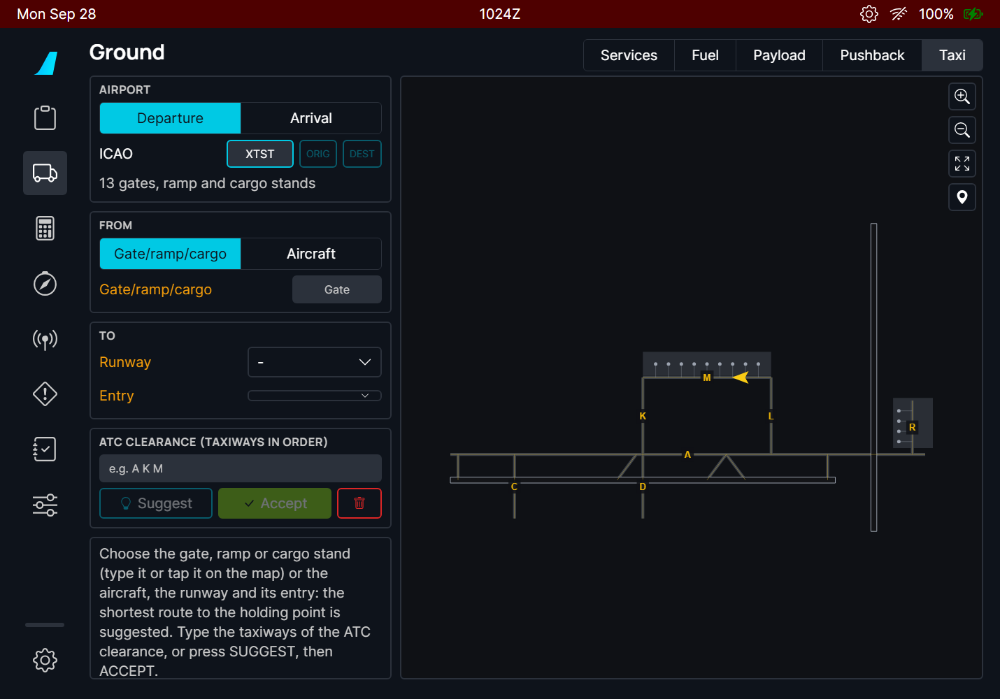 Mon Sep 28
1024Z
100%
Ground
Services
Fuel
Payload
Pushback
Taxi
AIRPORT
Departure
Arrival
ICAO
XTST
ORIG
DEST
13 gates, ramp and cargo stands
FROM
Gate/ramp/cargo
Aircraft
Gate/ramp/cargo
Gate
TO
Runway
-
Entry
ATC CLEARANCE (TAXIWAYS IN ORDER)
e.g. A K M
Suggest
Accept
Choose the gate, ramp or cargo stand
(type it or tap it on the map) or the
aircraft, the runway and its entry: the
shortest route to the holding point is
suggested. Type the taxiways of the ATC
clearance, or press SUGGEST, then
ACCEPT.
M
K
L
R
A
C
D